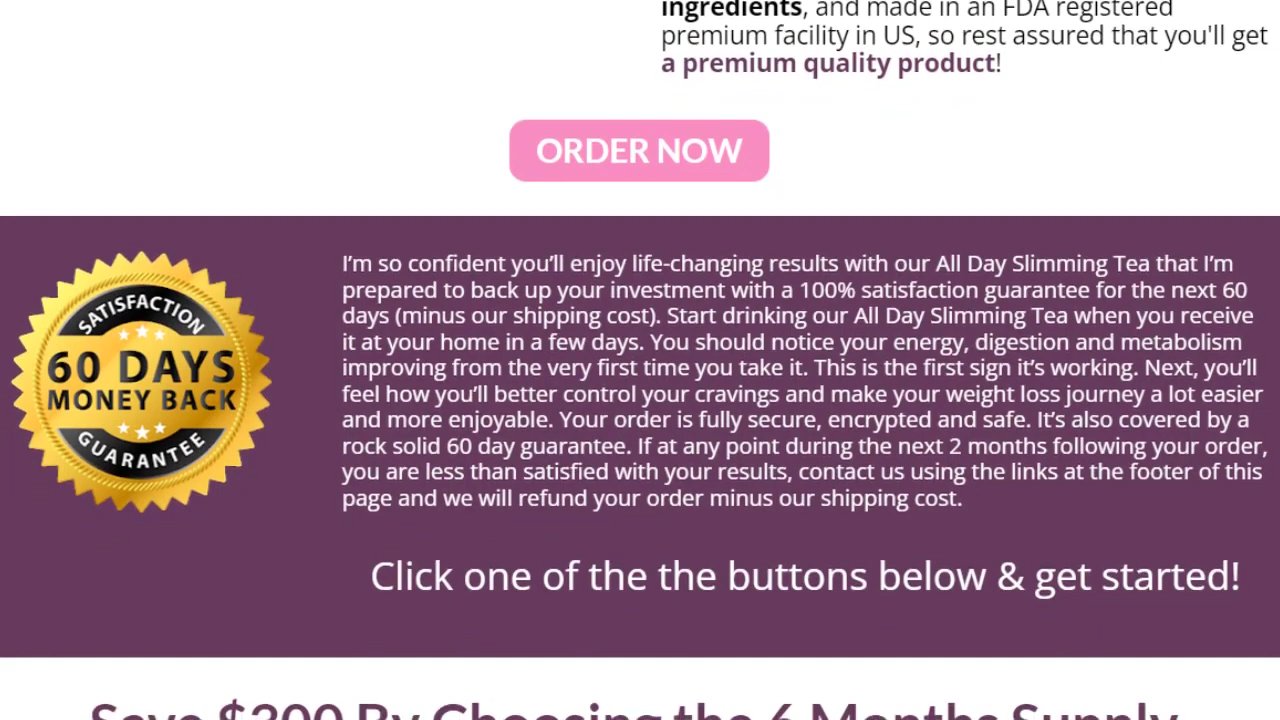 ingredients, and made in an FDA registered
premium facility in US, so rest assured that you'll get
a premium quality product!
ORDER NOW
SATISFACTION
60 DAYS
MONEY BACK
GUARANTEE
I'm so confident you'll enjoy life-changing results with our All Day Slimming Tea that I'm
prepared to back up your investment with a 100% satisfaction guarantee for the next 60
days (minus our shipping cost). Start drinking our All Day Slimming Tea when you receive
it at your home in a few days. You should notice your energy, digestion and metabolism
improving from the very first time you take it. This is the first sign it's working. Next, you'll
feel how you'll better control your cravings and make your weight loss journey a lot easier
and more enjoyable. Your order is fully secure, encrypted and safe. It's also covered by a
rock solid 60 day guarantee. If at any point during the next 2 months following your order,
you are less than satisfied with your results, contact us using the links at the footer of this
page and we will refund your order minus our shipping cost.
Click one of the the buttons below & get started!
Save $300 By Choosing the 6 Months Supply